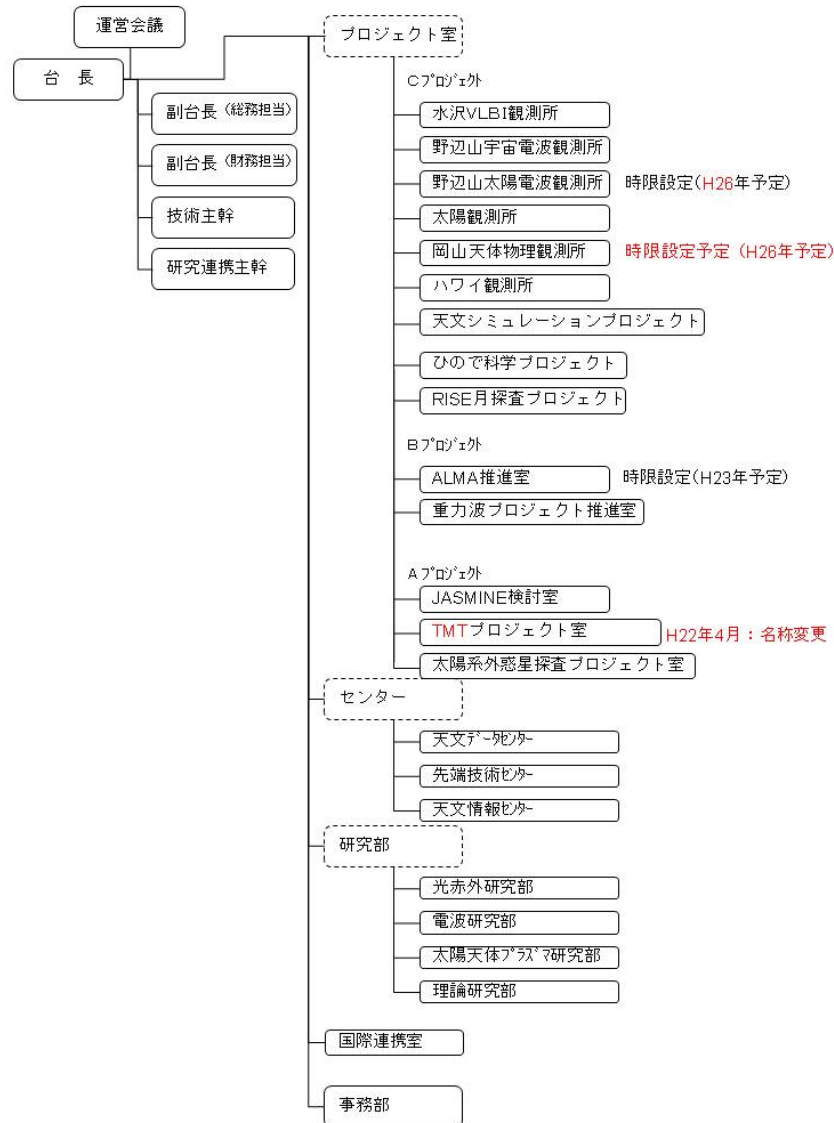 運営会議
台　長
副台長（総務担当）
副台長（財務担当）
技術主幹
研究連携主幹
プロジェクト室
Cﾌﾟﾛｼﾞｪｸﾄ
水沢VLBI観測所
野辺山宇宙電波観測所
野辺山太陽電波観測所　時限設定(H26年予定)
太陽観測所
岡山天体物理観測所　時限設定予定（H26年予定）
ハワイ観測所
天文シミュレーションプロジェクト
ひので科学プロジェクト
RISE月探査プロジェクト
Bﾌﾟﾛｼﾞｪｸﾄ
ALMA推進室　時限設定(H23年予定)
重力波プロジェクト推進室
Aﾌﾟﾛｼﾞｪｸﾄ
JASMINE検討室
TMTプロジェクト室　H22年4月：名称変更
太陽系外惑星探査プロジェクト室
センター
天文ﾃﾞｰﾀｾﾝﾀｰ
先端技術ｾﾝﾀｰ
天文情報ｾﾝﾀｰ
研究部
光赤外研究部
電波研究部
太陽天体ﾌﾟﾗｽﾞﾏ研究部
理論研究部
国際連携室
事務部